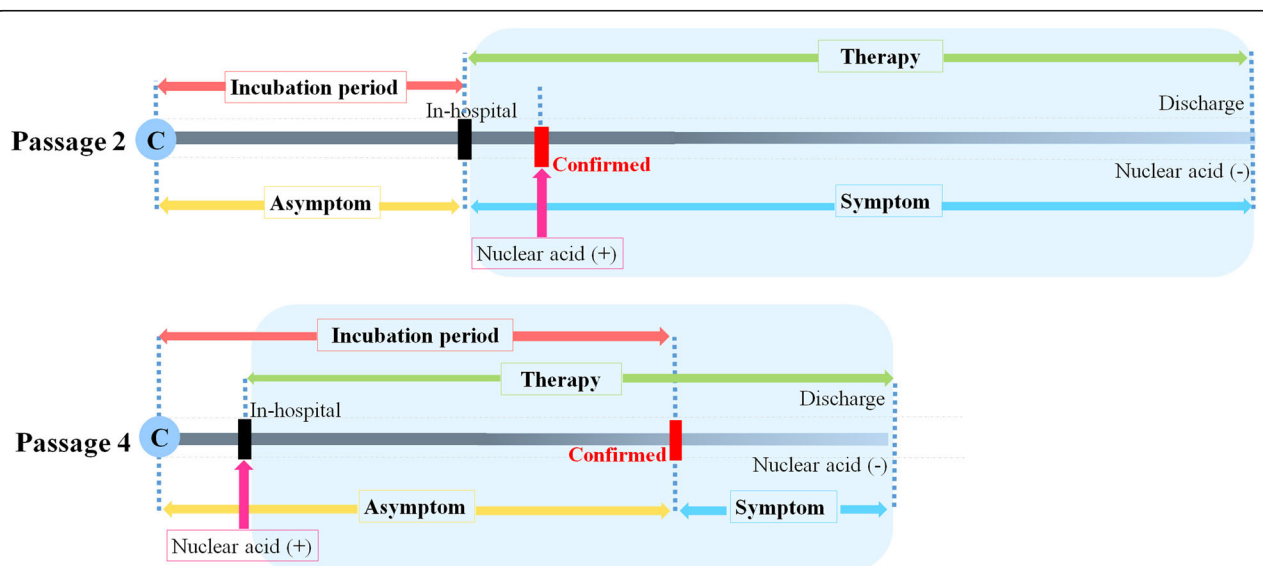 Therapy
Incubation period
In-hospital
Discharge
Passage 2
C
Confirmed
Nuclear acid (-)
Asymptom
Symptom
Nuclear acid (+)
Incubation period
Therapy
Discharge
In-hospital
Passage 4
C
Confirmed
Nuclear acid (-)
Asymptom
Symptom
Nuclear acid (+)